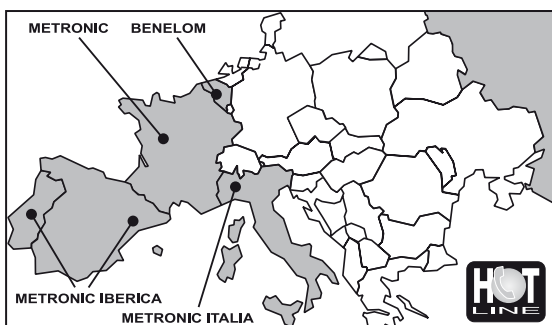 METRONIC
BENELOM
METRONIC IBERICA
METRONIC ITALIA
HOT
LINE